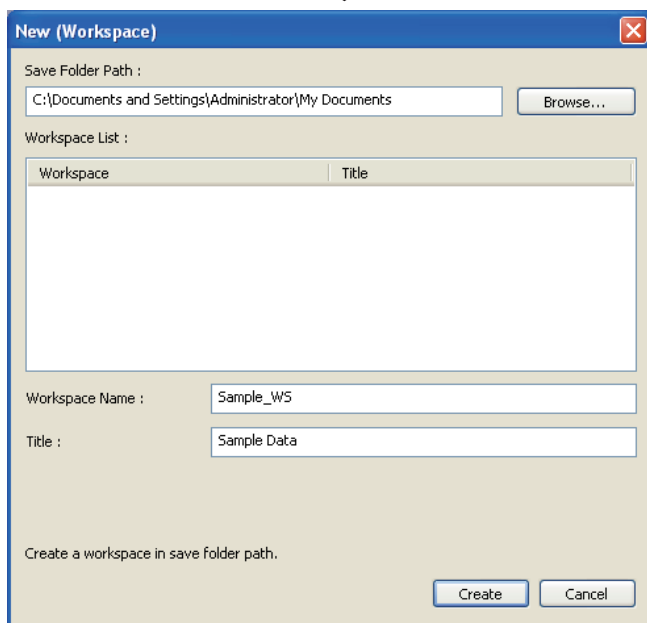 New (Workspace)
Save Folder Path :
C:\Documents and Settings\Administrator\My Documents
Browse...
Workspace List :
Workspace Title
Workspace Name : Sample_WS
Title : Sample Data
Create a workspace in save folder path.
Create Cancel